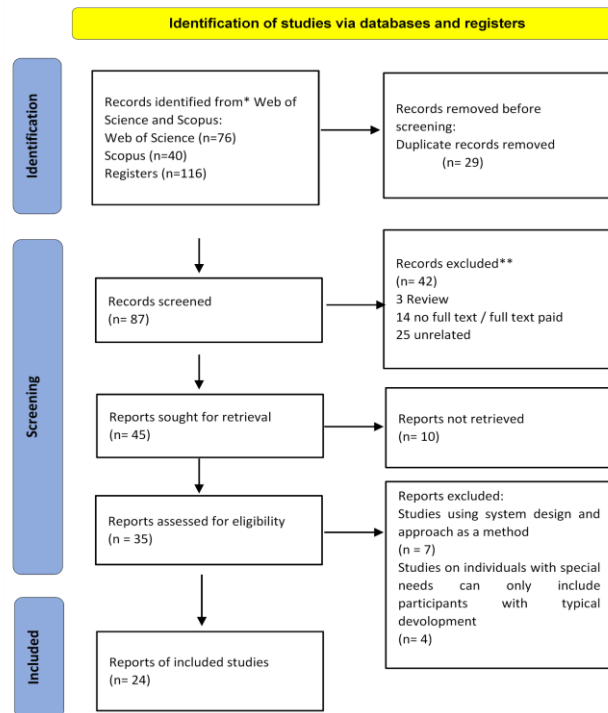 Identification of studies via databases and registers
Identification
Records identified from* Web of
Science and Scopus:
Web of Science (n=76)
Scopus (n=40)
Registers (n=116)
Records removed before
screening:
Duplicate records removed
(n= 29)
Screening
Records screened
(n= 87)
Records excluded**
(n= 42)
3 Review
14 no full text / full text paid
25 unrelated
Reports sought for retrieval
(n= 45)
Reports not retrieved
(n= 10)
Reports assessed for eligibility
(n = 35)
Reports excluded:
Studies using system design and
approach as a method
(n = 7)
Studies on individuals with special
needs can only include
participants with typical
devolopment
(n= 4)
Included
Reports of included studies
(n = 24)